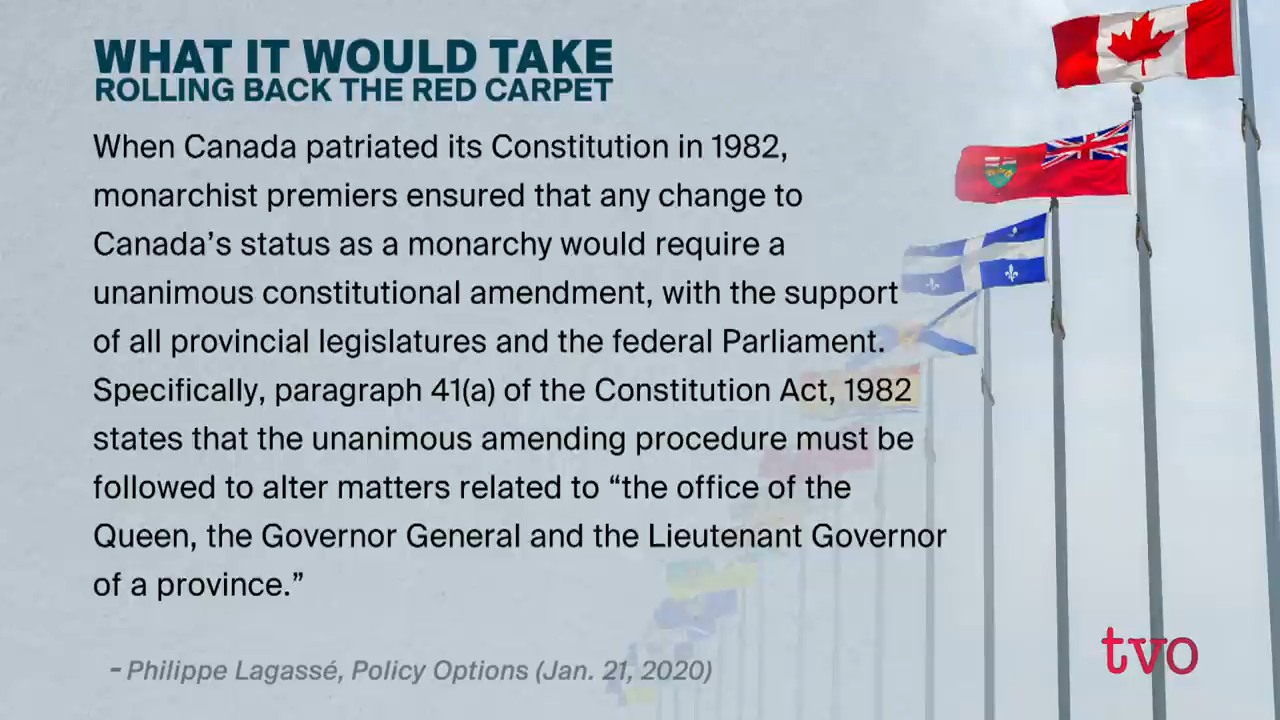 WHAT IT WOULD TAKE
ROLLING BACK THE RED CARPET
When Canada patriated its Constitution in 1982,
monarchist premiers ensured that any change to
Canada’s status as a monarchy would require a
unanimous constitutional amendment, with the support
of all provincial legislatures and the federal Parliament.
Specifically, paragraph 41(a) of the Constitution Act, 1982
states that the unanimous amending procedure must be
followed to alter matters related to “the office of the
Queen, the Governor General and the Lieutenant Governor
of a province.”
– Philippe Lagassé, Policy Options (Jan. 21, 2020)
tvo